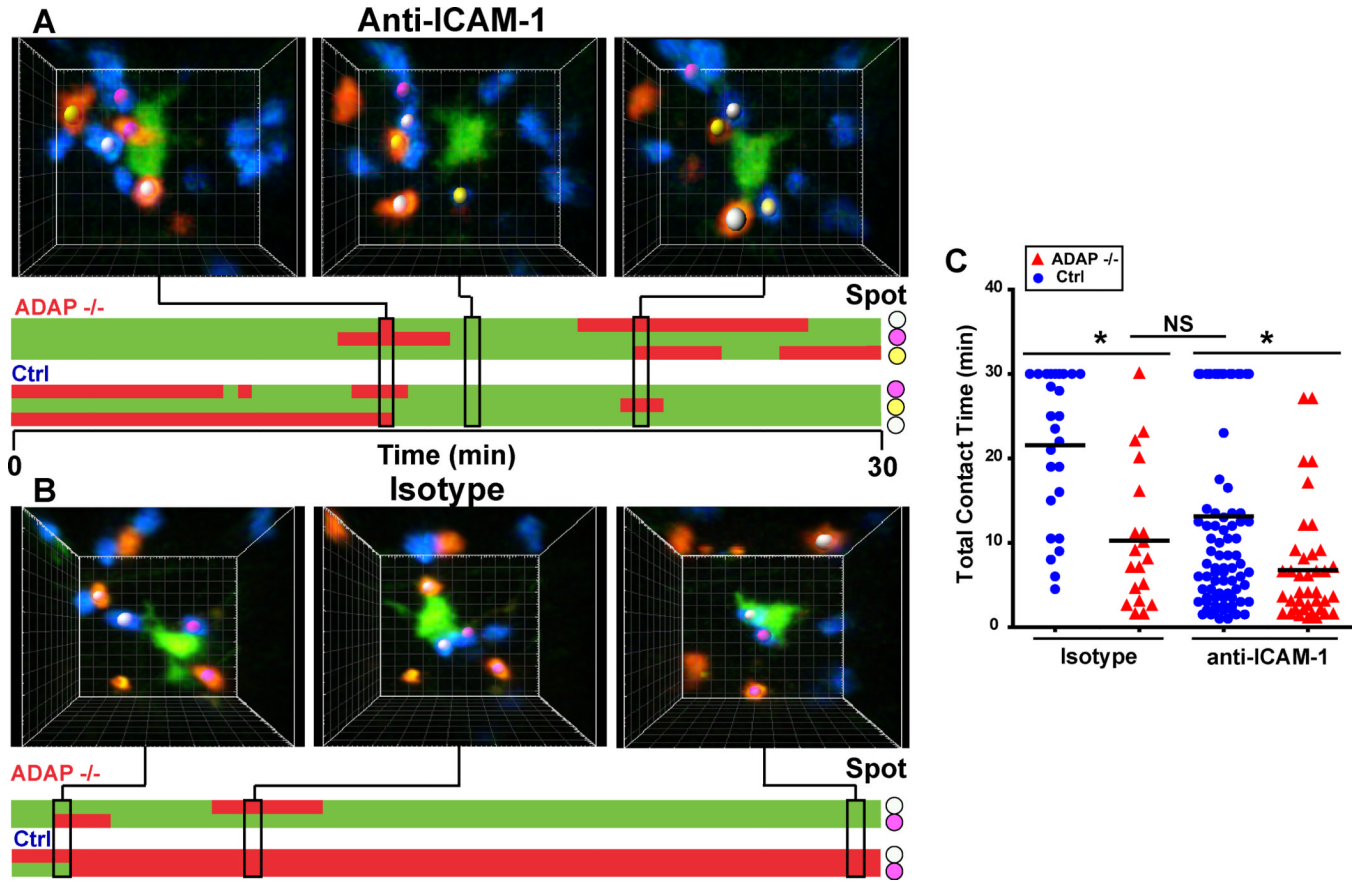 A
Anti-ICAM-1
ADAP -/-
Spot
Ctrl
0
Time (min)
30
B
Isotype
ADAP -/-
Spot
Ctrl
C
ADAP -/-
Ctrl
Total Contact Time (min)
40
30
20
10
0
*
NS
*
Isotype
anti-ICAM-1